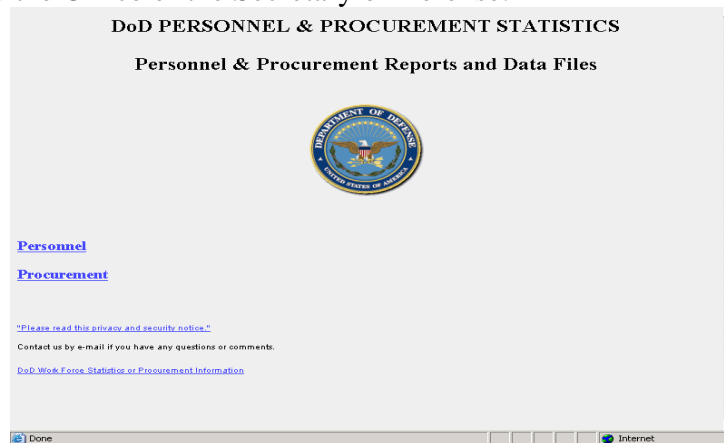 DoD PERSONNEL & PROCUREMENT STATISTICS
Personnel & Procurement Reports and Data Files
DEPARTMENT OF DEFENSE
UNITED STATES OF AMERICA
Personnel
Procurement
"Please read this privacy and security notice."
Contact us by e-mail if you have any questions or comments.
DoD Work Force Statistics or Procurement Information
Done Internet